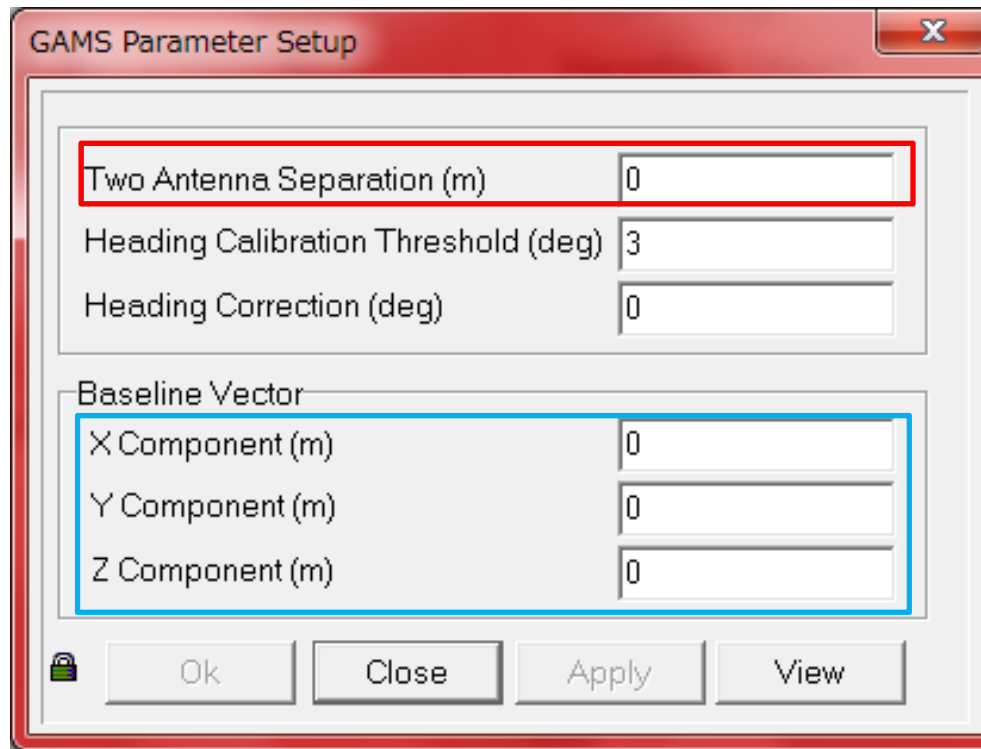 GAMS Parameter Setup
Two Antenna Separation (m) 0
Heading Calibration Threshold (deg) 3
Heading Correction (deg) 0
Baseline Vector
X Component (m) 0
Y Component (m) 0
Z Component (m) 0
Ok Close Apply View